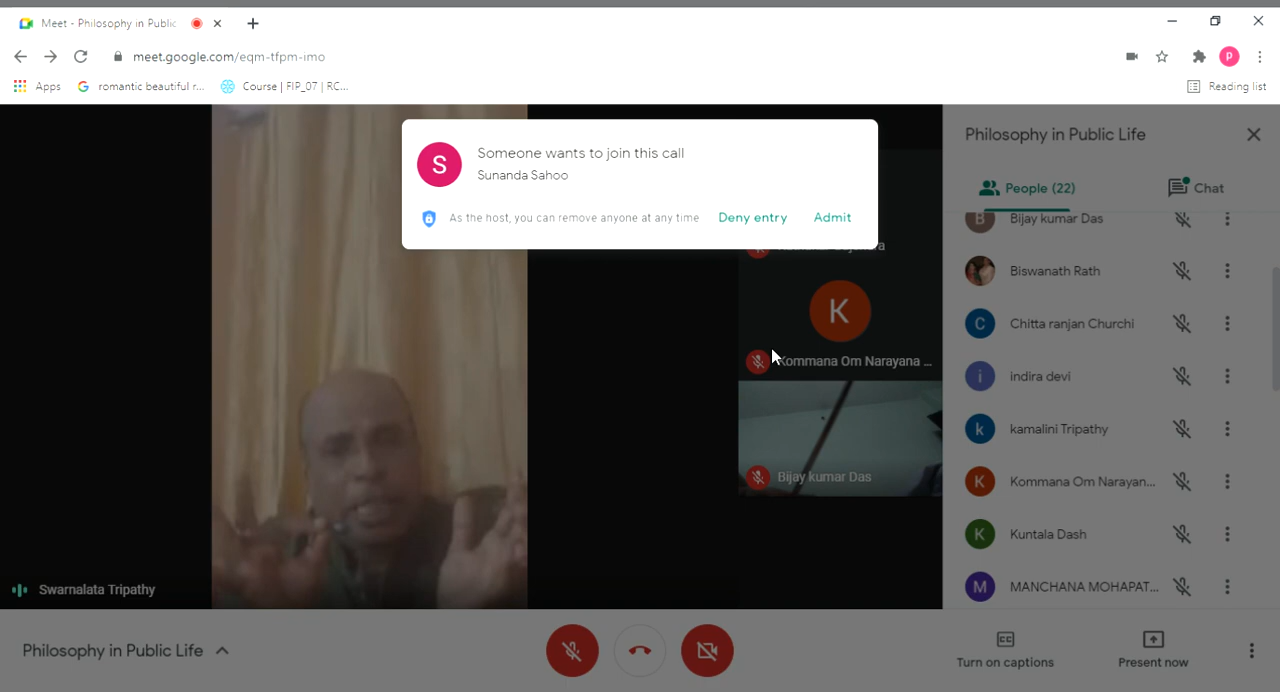 Meet - Philosophy in Public
meet.google.com/eqm-tfpm-imo
Apps
romantic beautiful r...
Course | FIP_07 | RC...
Reading list
S
Someone wants to join this call
Sunanda Sahoo
As the host, you can remove anyone at any time
Deny entry
Admit
K
Kommana Om Narayana ...
Bijay kumar Das
Swarnalata Tripathy
Philosophy in Public Life
People (22)
Chat
B Bijay kumar Das
Biswanath Rath
C Chitta ranjan Churchi
i indira devi
k kamalini Tripathy
K Kommana Om Narayan...
K Kuntala Dash
M MANCHANA MOHAPAT...
Philosophy in Public Life
CC
Turn on captions
Present now
P